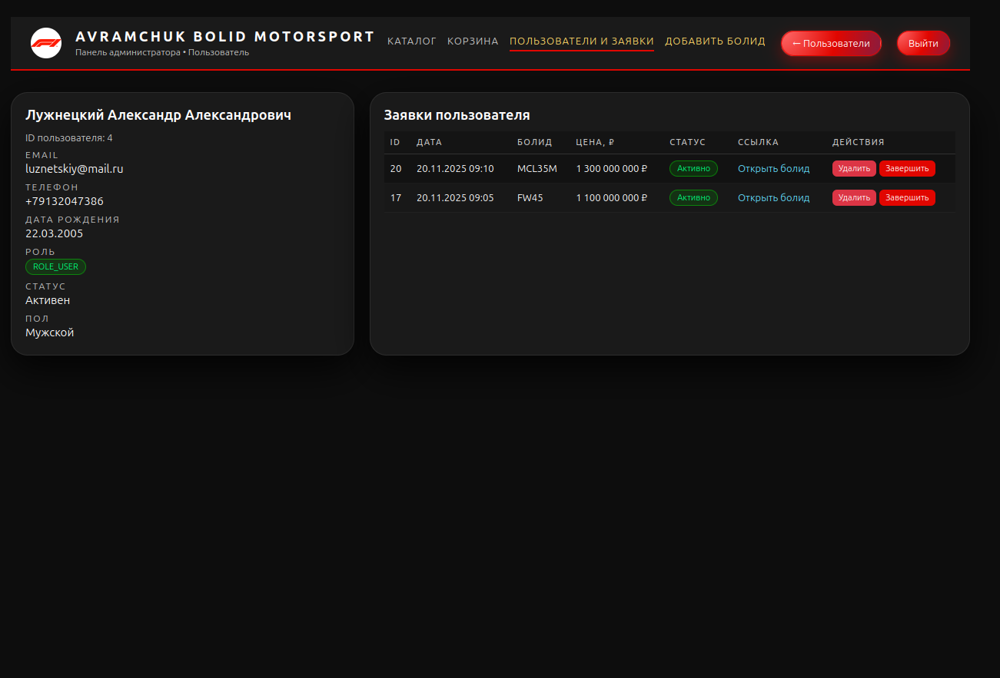 AVRAMCHUK BOLID MOTORSPORT
Панель администратора • Пользователь
КАТАЛОГ КОРЗИНА ПОЛЬЗОВАТЕЛИ И ЗАЯВКИ ДОБАВИТЬ БОЛИД
← Пользователи
Выйти
Лужнецкий Александр Александрович
ID пользователя: 4
EMAIL
luznetskiy@mail.ru
ТЕЛЕФОН
+79132047386
ДАТА РОЖДЕНИЯ
22.03.2005
РОЛЬ
ROLE_USER
СТАТУС
Активен
ПОЛ
Мужской
Заявки пользователя
ID ДАТА БОЛИД ЦЕНА, ₽ СТАТУС ССЫЛКА ДЕЙСТВИЯ
20 20.11.2025 09:10 MCL35M 1 300 000 000 ₽ Активно Открыть болид Удалить Завершить
17 20.11.2025 09:05 FW45 1 100 000 000 ₽ Активно Открыть болид Удалить Завершить